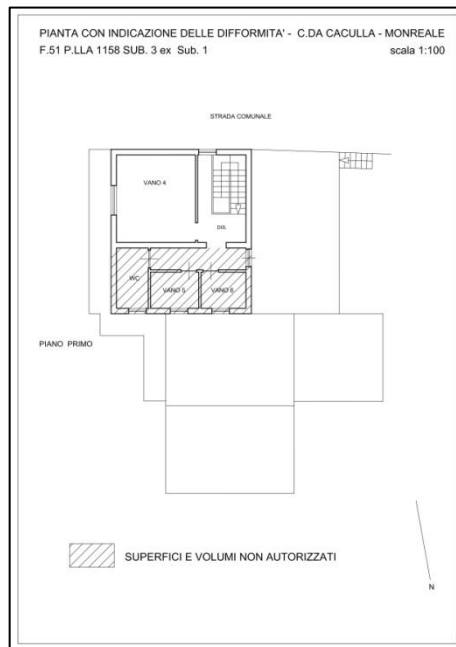 PIANTA CON INDICAZIONE DELLE DIFFORMITA' - C.DA CACULLA - MONREALE
F.51 P.LLA 1158 SUB. 3 ex Sub. 1 scala 1:100
STRADA COMUNALE
VANO 4
DIS.
WC
VANO 5
VANO 6
PIANO PRIMO
SUPERFICI E VOLUMI NON AUTORIZZATI
N